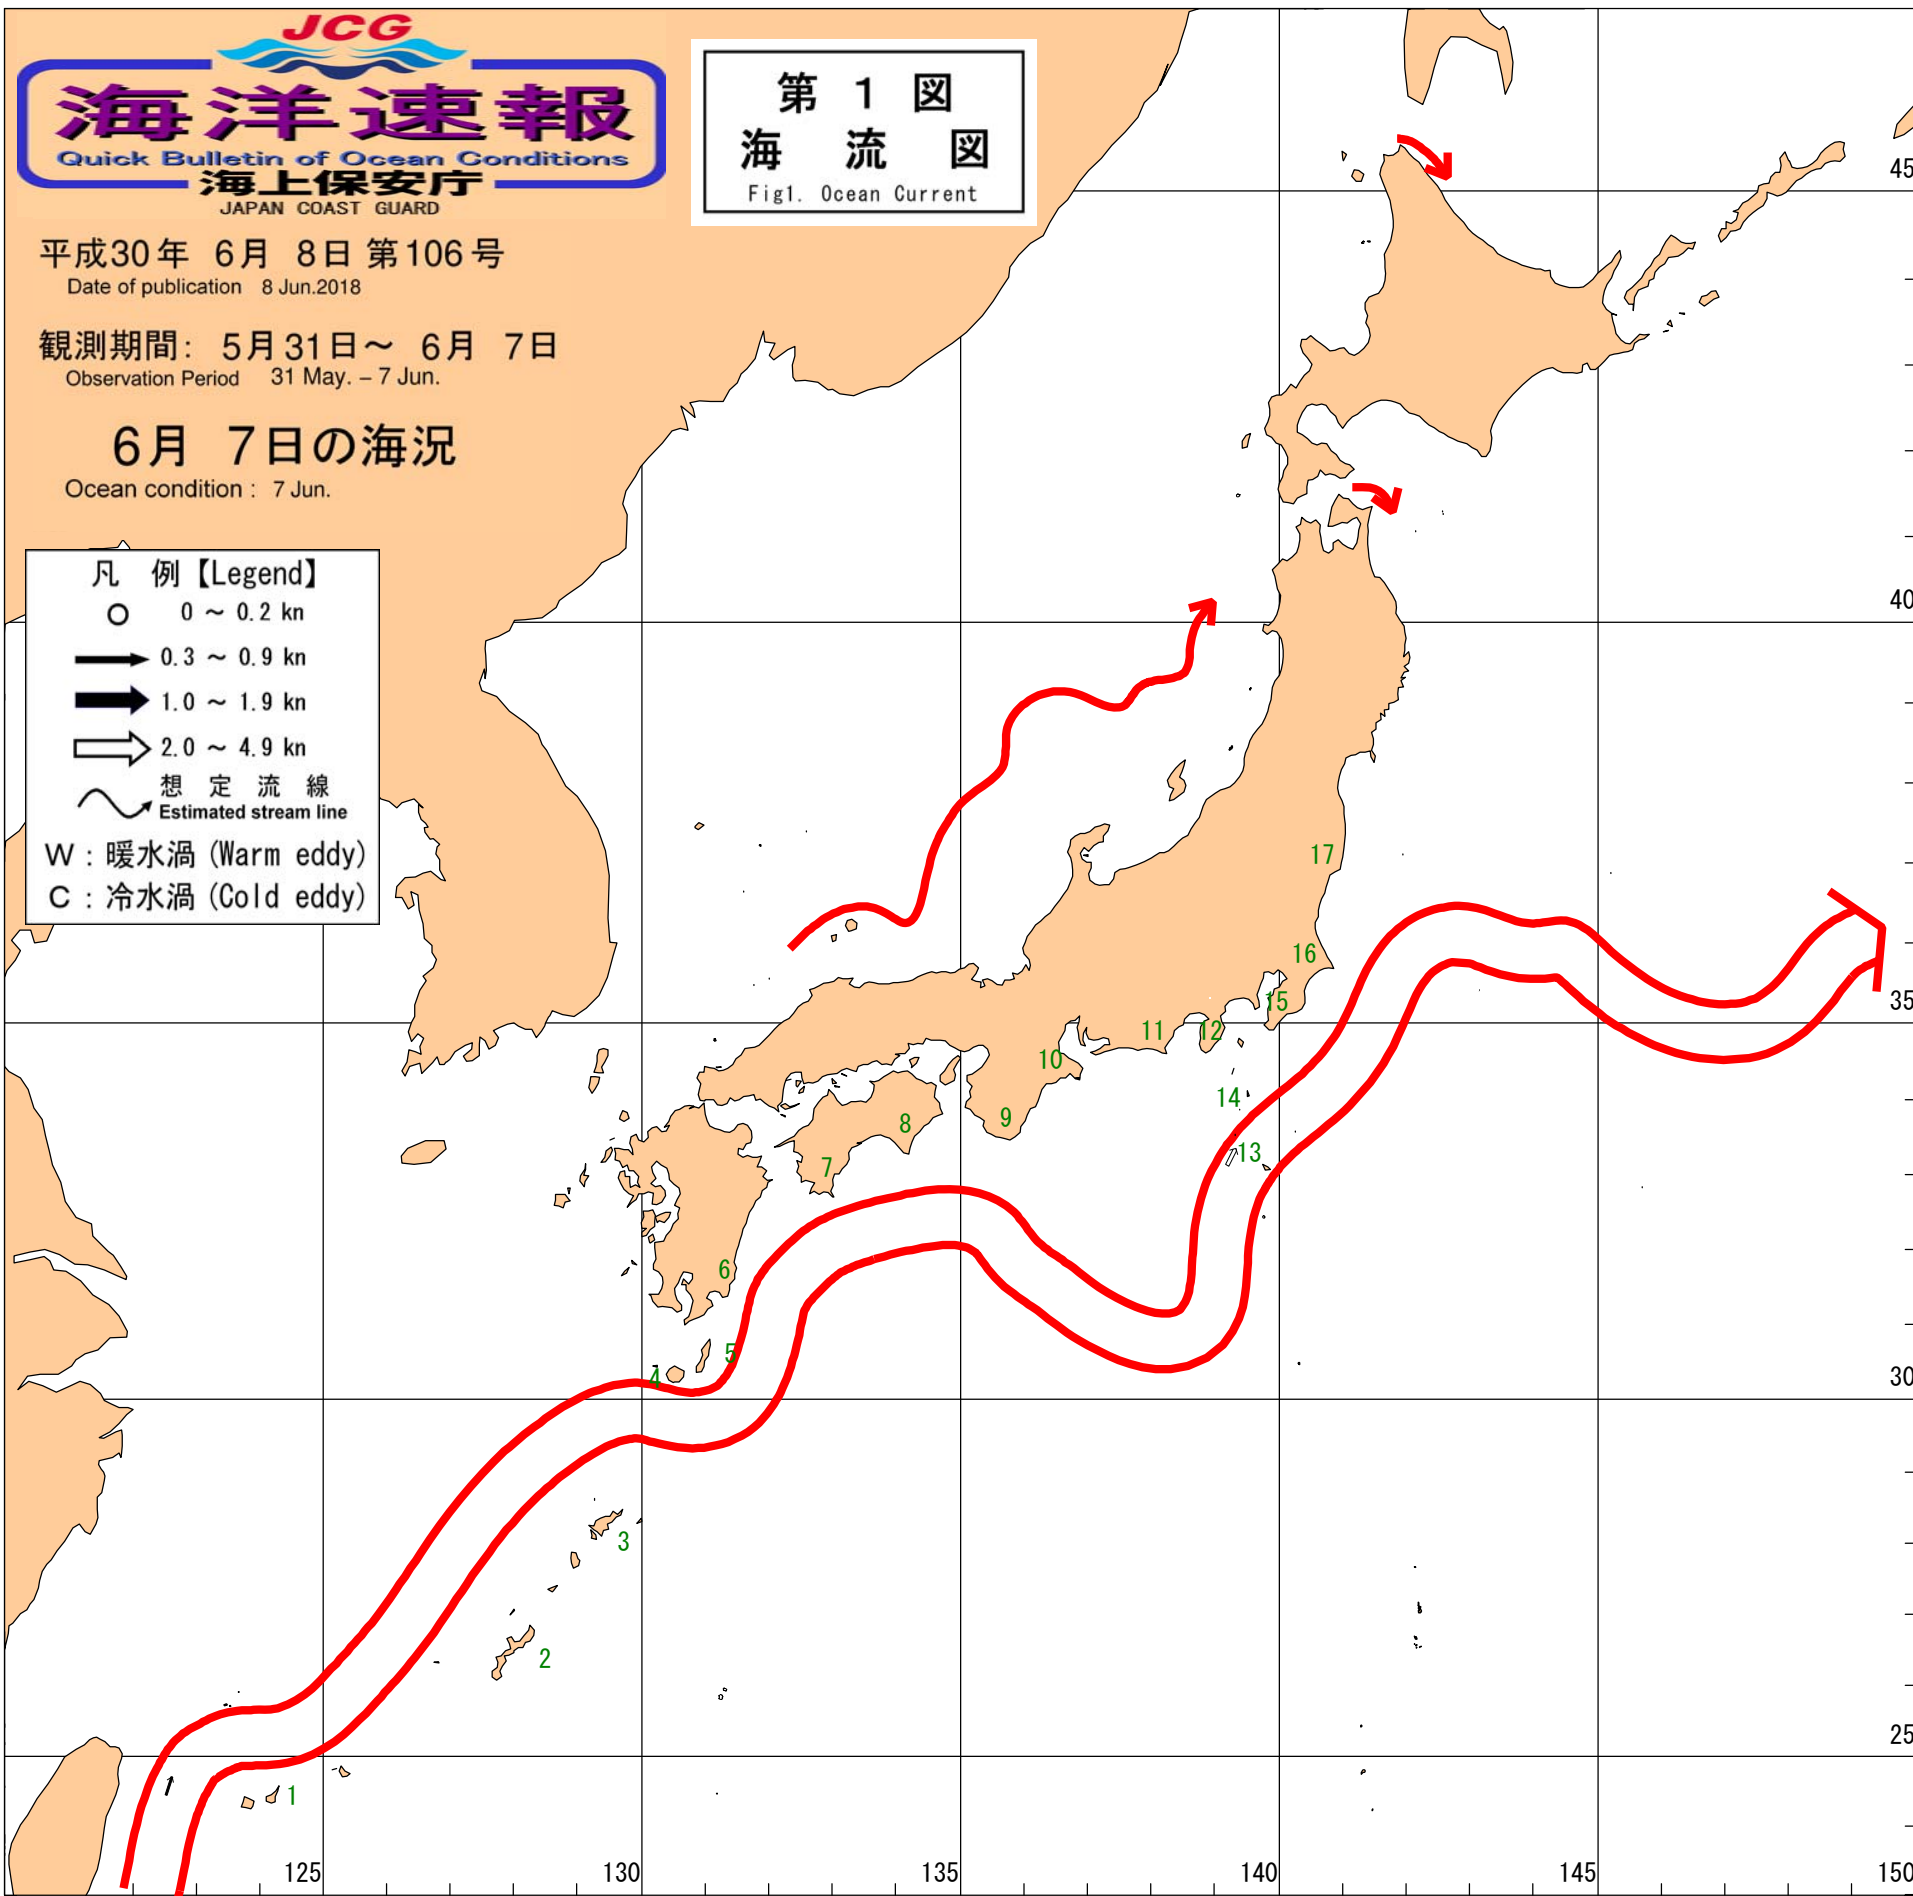 JCG
海洋速報
Quick Bulletin of Ocean Conditions
海上保安庁
JAPAN COAST GUARD
平成30年 6月 8日 第106号
Date of publication 8 Jun.2018
観測期間: 5月31日～ 6月 7日
Observation Period 31 May. – 7 Jun.
6月 7日の海況
Ocean condition : 7 Jun.
第 1 図
海 流 図
Fig1. Ocean Current
凡 例【Legend】
0 ～ 0.2 kn
0.3 ～ 0.9 kn
1.0 ～ 1.9 kn
2.0 ～ 4.9 kn
想 定 流 線
Estimated stream line
W : 暖水渦 (Warm eddy)
C : 冷水渦 (Cold eddy)
45
40
17
16
35
15
11
12
10
14
9
8
13
7
6
5
4
30
3
2
25
1
125
130
135
140
145
150